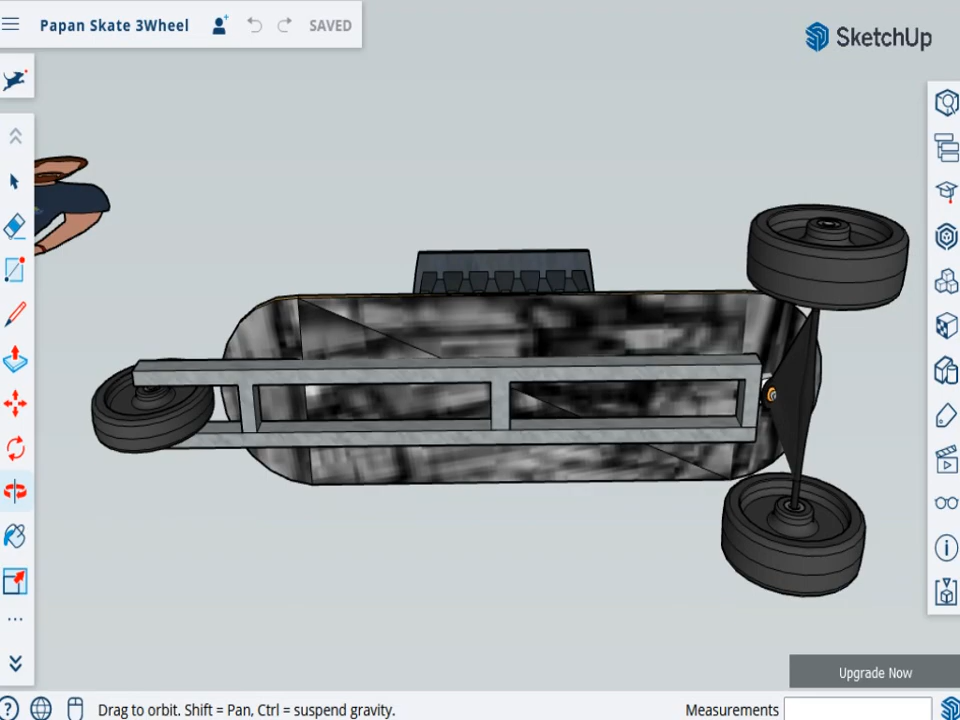 Papan Skate 3Wheel
SAVED
SketchUp
Upgrade Now
Drag to orbit. Shift = Pan, Ctrl = suspend gravity.
Measurements